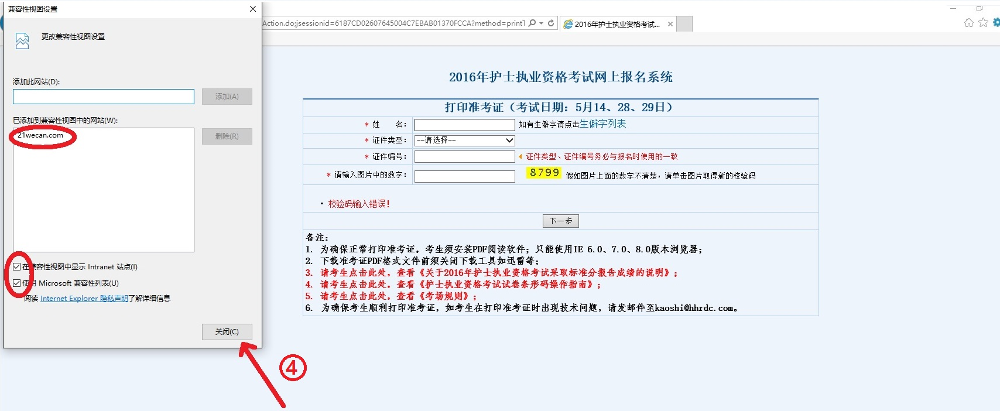 兼容性视图设置
更改兼容性视图设置
添加此网站(D):
添加(A)
已添加到兼容性视图中的网站(W):
21wecan.com
删除(R)
在兼容性视图中显示 Intranet 站点(I)
使用 Microsoft 兼容性列表(U)
阅读 Internet Explorer 隐私声明了解详细信息
关闭(C)
④
Action.do;jsessionid=6187CD02607645004C7EBAB01370FCCA?method=printT
2016年护士执业资格考试...
2016年护士执业资格考试网上报名系统
打印准考证（考试日期：5月14、28、29日）
* 姓 名： 如有生僻字请点击生僻字列表
* 证件类型： --请选择--
* 证件编号： 证件类型、证件编号务必与报名时使用的一致
* 请输入图片中的数字： 8799 假如图片上面的数字不清楚，请单击图片取得新的校验码
• 校验码输入错误！
下一步
备注：
1. 为确保正常打印准考证，考生须安装PDF阅读软件；只能使用IE 6.0、7.0、8.0版本浏览器；
2. 下载准考证PDF格式文件前须关闭下载工具如迅雷等；
3. 请考生点击此处，查看《关于2016年护士执业资格考试采取标准分报告成绩的说明》；
4. 请考生点击此处，查看《护士执业资格考试试卷条形码操作指南》；
5. 请考生点击此处，查看《考场规则》；
6. 为确保考生顺利打印准考证，如考生在打印准考证时出现技术问题，请发邮件至kaoshi@hhrdc.com。